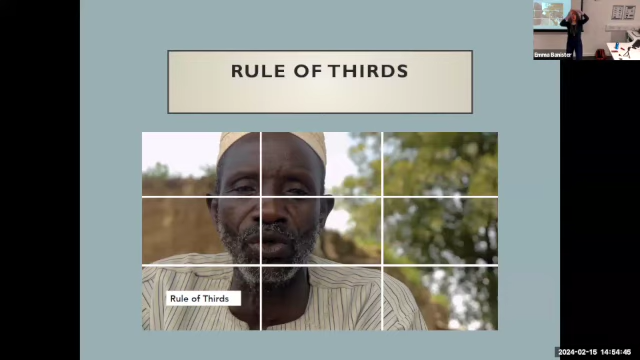 RULE OF THIRDS
Emma Banister
Rule of Thirds
2024-02-15 14:54:45